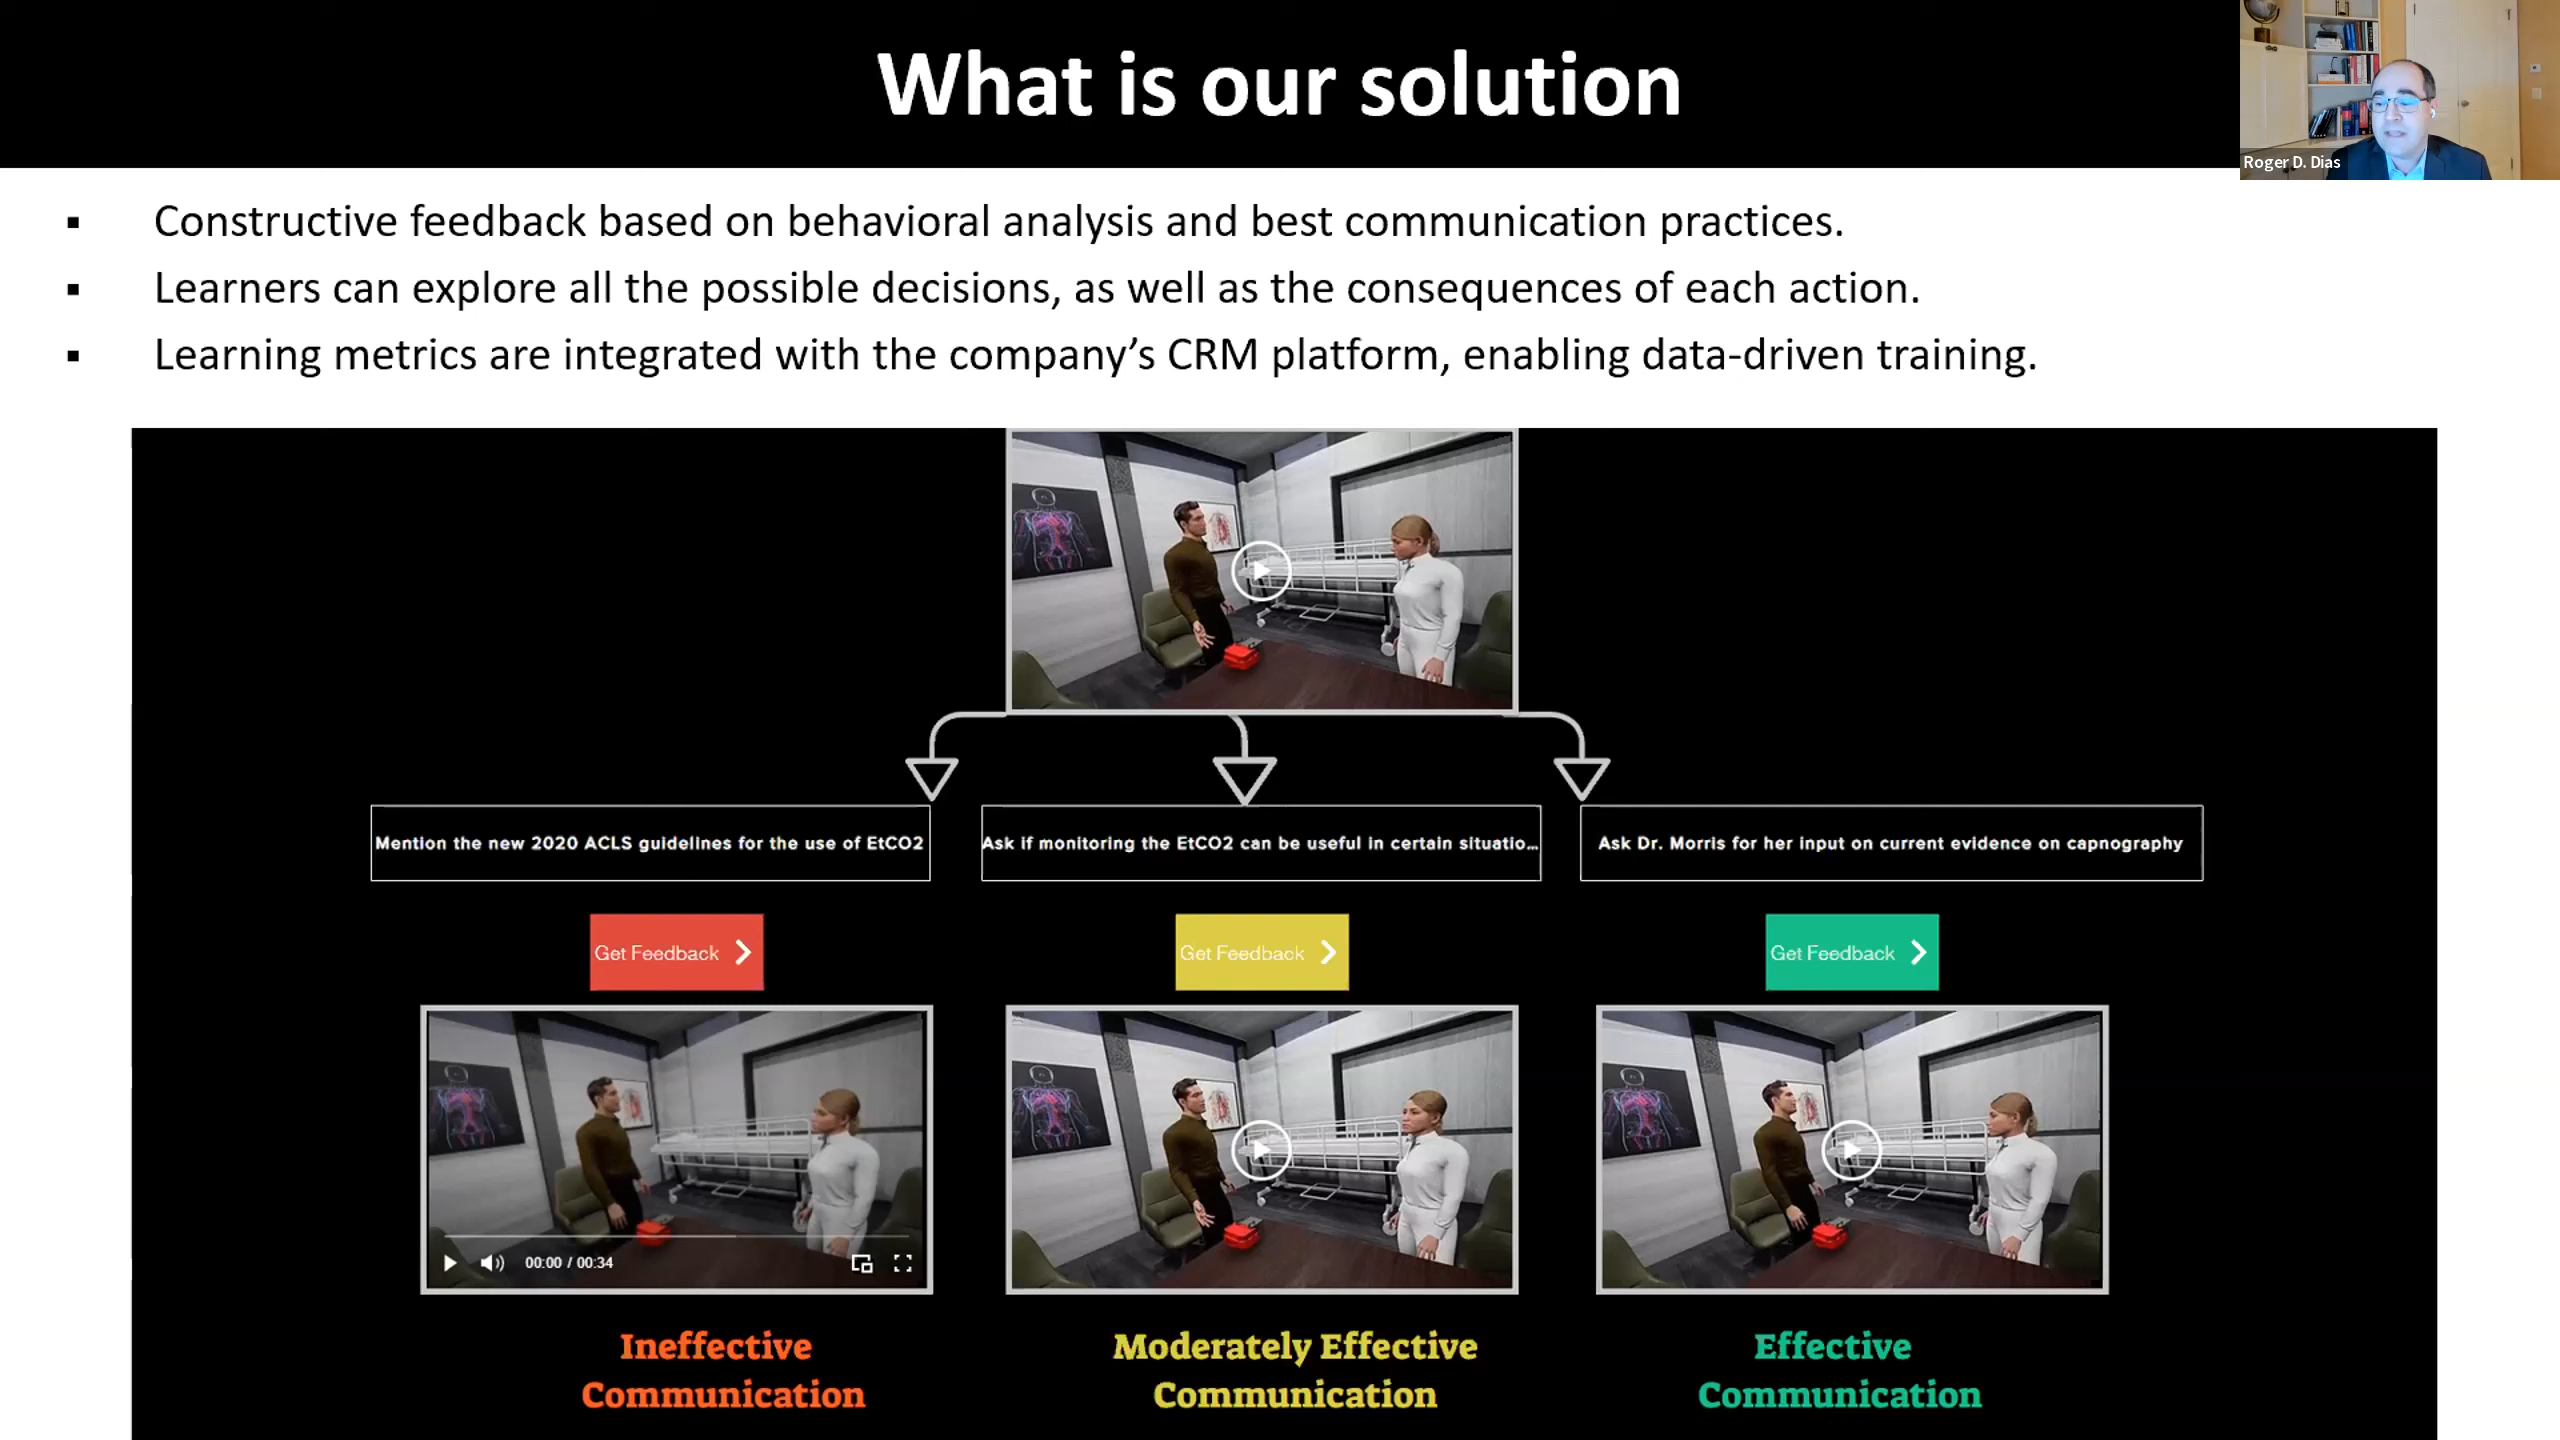 What is our solution
Roger D. Dias
▪ Constructive feedback based on behavioral analysis and best communication practices.
▪ Learners can explore all the possible decisions, as well as the consequences of each action.
▪ Learning metrics are integrated with the company’s CRM platform, enabling data-driven training.
Mention the new 2020 ACLS guidelines for the use of EtCO2
Ask if monitoring the EtCO2 can be useful in certain situatio...
Ask Dr. Morris for her input on current evidence on capnography
Get Feedback
Get Feedback
Get Feedback
00:00 / 00:34
Ineffective
Communication
Moderately Effective
Communication
Effective
Communication